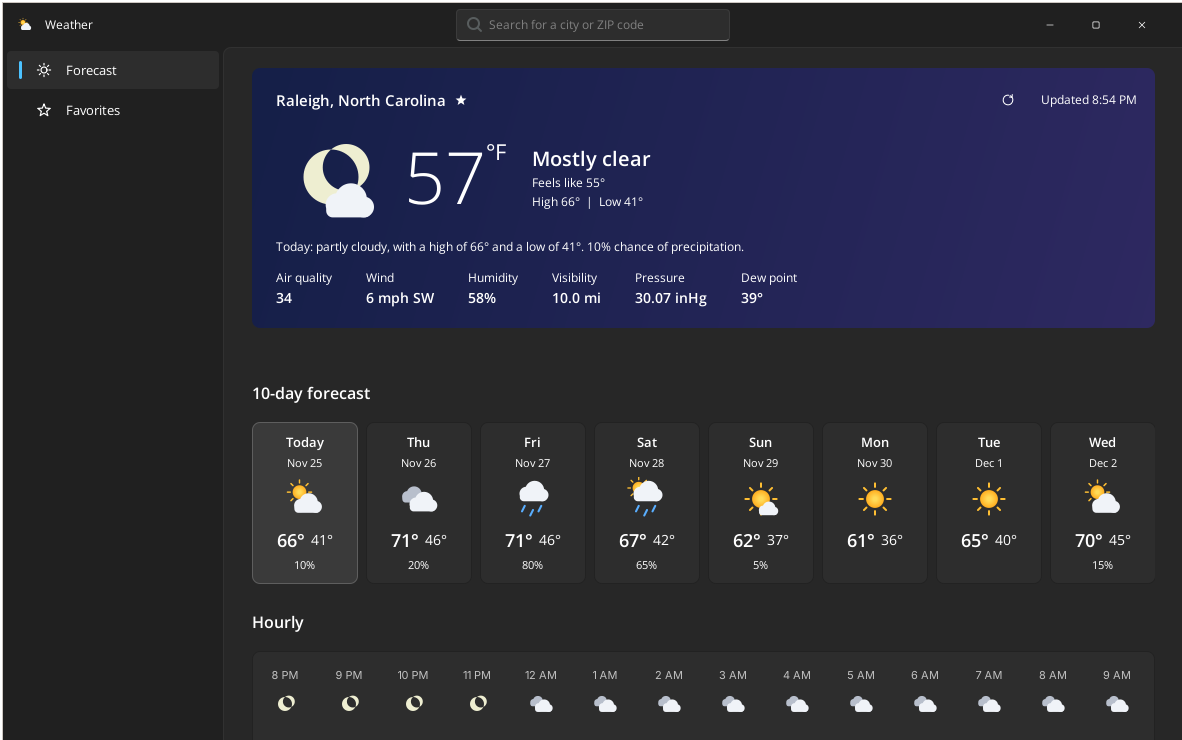 Weather
Search for a city or ZIP code
Forecast
Favorites
Raleigh, North Carolina ★
Updated 8:54 PM
57°F
Mostly clear
Feels like 55°
High 66° | Low 41°
Today: partly cloudy, with a high of 66° and a low of 41°. 10% chance of precipitation.
Air quality Wind Humidity Visibility Pressure Dew point
34 6 mph SW 58% 10.0 mi 30.07 inHg 39°
10-day forecast
Today Thu Fri Sat Sun Mon Tue Wed
Nov 25 Nov 26 Nov 27 Nov 28 Nov 29 Nov 30 Dec 1 Dec 2
66° 41° 71° 46° 71° 46° 67° 42° 62° 37° 61° 36° 65° 40° 70° 45°
10% 20% 80% 65% 5% 15%
Hourly
8 PM 9 PM 10 PM 11 PM 12 AM 1 AM 2 AM 3 AM 4 AM 5 AM 6 AM 7 AM 8 AM 9 AM